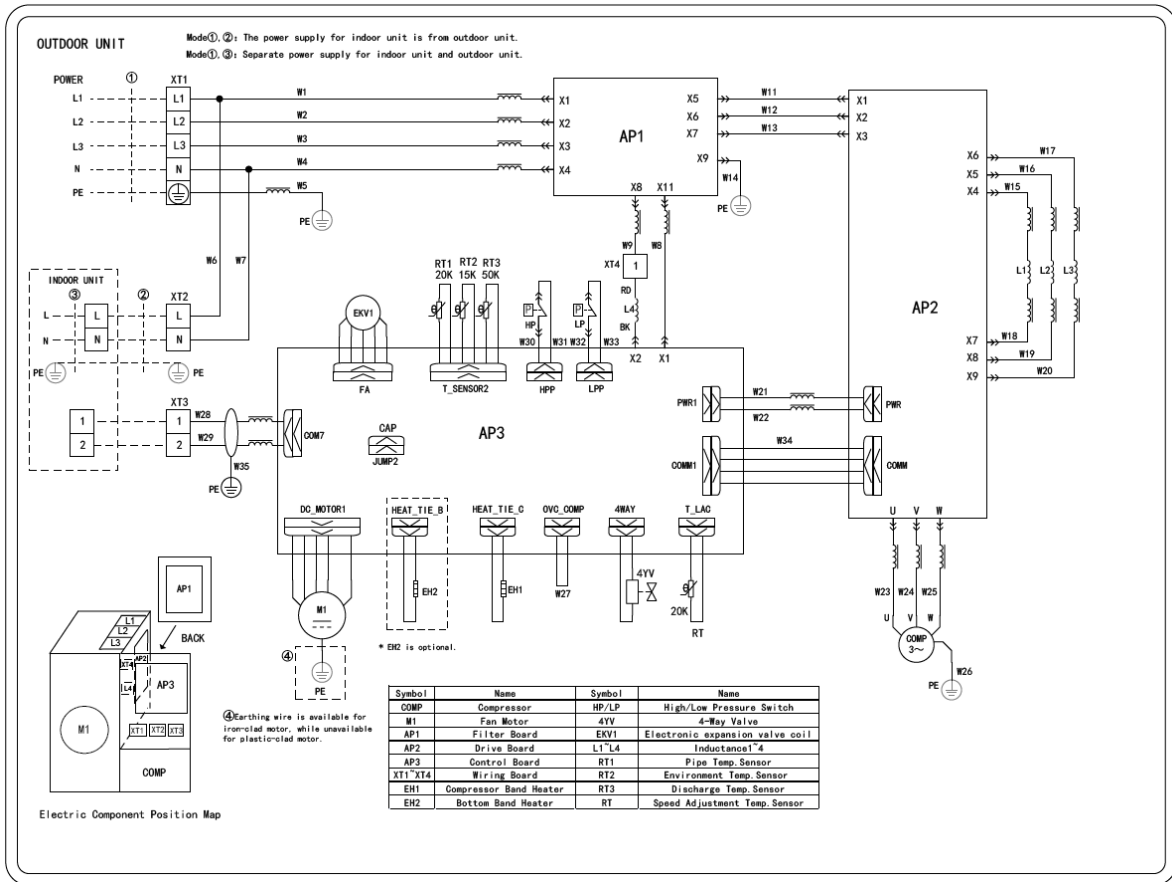 OUTDOOR UNIT
Mode①,②: The power supply for indoor unit is from outdoor unit.
Mode①,③: Separate power supply for indoor unit and outdoor unit.
POWER ① XT1
L1 L1 W1 X1
L2 L2 W2 X2
L3 L3 W3 X3
N N W4 X4
PE W5
PE
AP1
X5 W11 X1
X6 W12 X2
X7 W13 X3
X9 W14
PE
X8 X11
W9 W8
XT4 1
RD
L4
BK
X2 X1
AP2
X6 W17
X5 W16
X4 W15
L1 L2 L3
X7 W18
X8 W19
X9 W20
W6 W7
INDOOR UNIT
③ ② XT2
L L L
N N N
PE PE
XT3
1 1 W28
2 2 W29
W35
PE
COM7
EKV1
FA
RT1 RT2 RT3
20K 15K 50K
θ θ θ
T_SENSOR2
P HP
W30 W31
HPP
P LP
W32 W33
LPP
CAP
JUMP2
AP3
PWR1 W21 PWR
W22
COMM1 W34 COMM
DC_MOTOR1 HEAT_TIE_B HEAT_TIE_C OVC_COMP 4WAY T_LAC
M1
EH2
EH1
W27
4YV
θ
20K
RT
④
PE
* EH2 is optional.
U V W
W23 W24 W25
U V W
COMP
3~
W26
PE
AP1
BACK
L1
L2
L3
XT4 AP2
L4
AP3
M1
XT1 XT2 XT3
COMP
Electric Component Position Map
④Earthing wire is available for
iron-clad motor, while unavailable
for plastic-clad motor.
Symbol Name Symbol Name
COMP Compressor HP/LP High/Low Pressure Switch
M1 Fan Motor 4YV 4-Way Valve
AP1 Filter Board EKV1 Electronic expansion valve coil
AP2 Drive Board L1~L4 Inductance1~4
AP3 Control Board RT1 Pipe Temp.Sensor
XT1~XT4 Wiring Board RT2 Environment Temp.Sensor
EH1 Compressor Band Heater RT3 Discharge Temp.Sensor
EH2 Bottom Band Heater RT Speed Adjustment Temp.Sensor